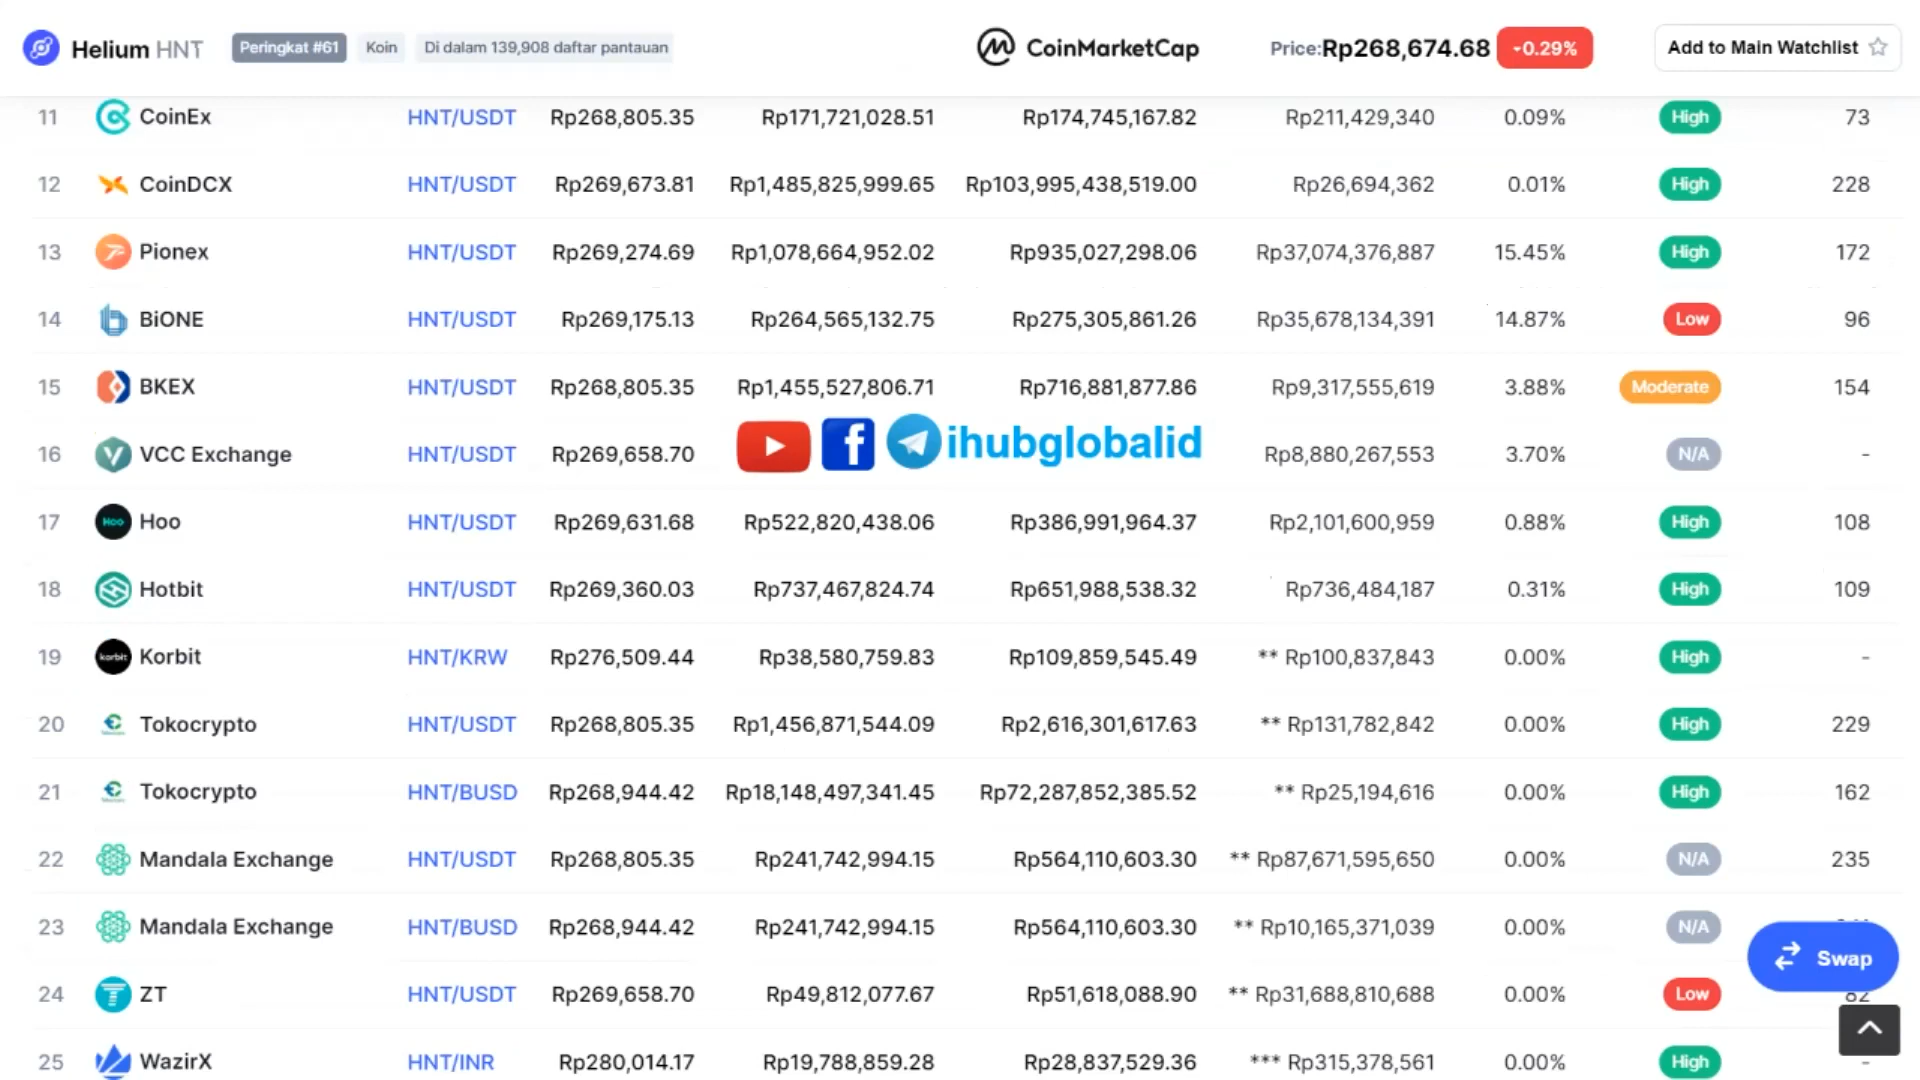 Helium HNT Peringkat #61 Koin Di dalam 139,908 daftar pantauan CoinMarketCap Price:Rp268,674.68 -0.29% Add to Main Watchlist
11 CoinEx HNT/USDT Rp268,805.35 Rp171,721,028.51 Rp174,745,167.82 Rp211,429,340 0.09% High 73
12 CoinDCX HNT/USDT Rp269,673.81 Rp1,485,825,999.65 Rp103,995,438,519.00 Rp26,694,362 0.01% High 228
13 Pionex HNT/USDT Rp269,274.69 Rp1,078,664,952.02 Rp935,027,298.06 Rp37,074,376,887 15.45% High 172
14 BiONE HNT/USDT Rp269,175.13 Rp264,565,132.75 Rp275,305,861.26 Rp35,678,134,391 14.87% Low 96
15 BKEX HNT/USDT Rp268,805.35 Rp1,455,527,806.71 Rp716,881,877.86 Rp9,317,555,619 3.88% Moderate 154
16 VCC Exchange HNT/USDT Rp269,658.70 ihubglobalid Rp8,880,267,553 3.70% N/A -
17 Hoo Hoo HNT/USDT Rp269,631.68 Rp522,820,438.06 Rp386,991,964.37 Rp2,101,600,959 0.88% High 108
18 Hotbit HNT/USDT Rp269,360.03 Rp737,467,824.74 Rp651,988,538.32 Rp736,484,187 0.31% High 109
19 korbit Korbit HNT/KRW Rp276,509.44 Rp38,580,759.83 Rp109,859,545.49 ** Rp100,837,843 0.00% High -
20 Tokocrypto HNT/USDT Rp268,805.35 Rp1,456,871,544.09 Rp2,616,301,617.63 ** Rp131,782,842 0.00% High 229
21 Tokocrypto HNT/BUSD Rp268,944.42 Rp18,148,497,341.45 Rp72,287,852,385.52 ** Rp25,194,616 0.00% High 162
22 Mandala Exchange HNT/USDT Rp268,805.35 Rp241,742,994.15 Rp564,110,603.30 ** Rp87,671,595,650 0.00% N/A 235
23 Mandala Exchange HNT/BUSD Rp268,944.42 Rp241,742,994.15 Rp564,110,603.30 ** Rp10,165,371,039 0.00% N/A
Swap
24 ZT HNT/USDT Rp269,658.70 Rp49,812,077.67 Rp51,618,088.90 ** Rp31,688,810,688 0.00% Low 82
25 WazirX HNT/INR Rp280,014.17 Rp19,788,859.28 Rp28,837,529.36 *** Rp315,378,561 0.00% High -